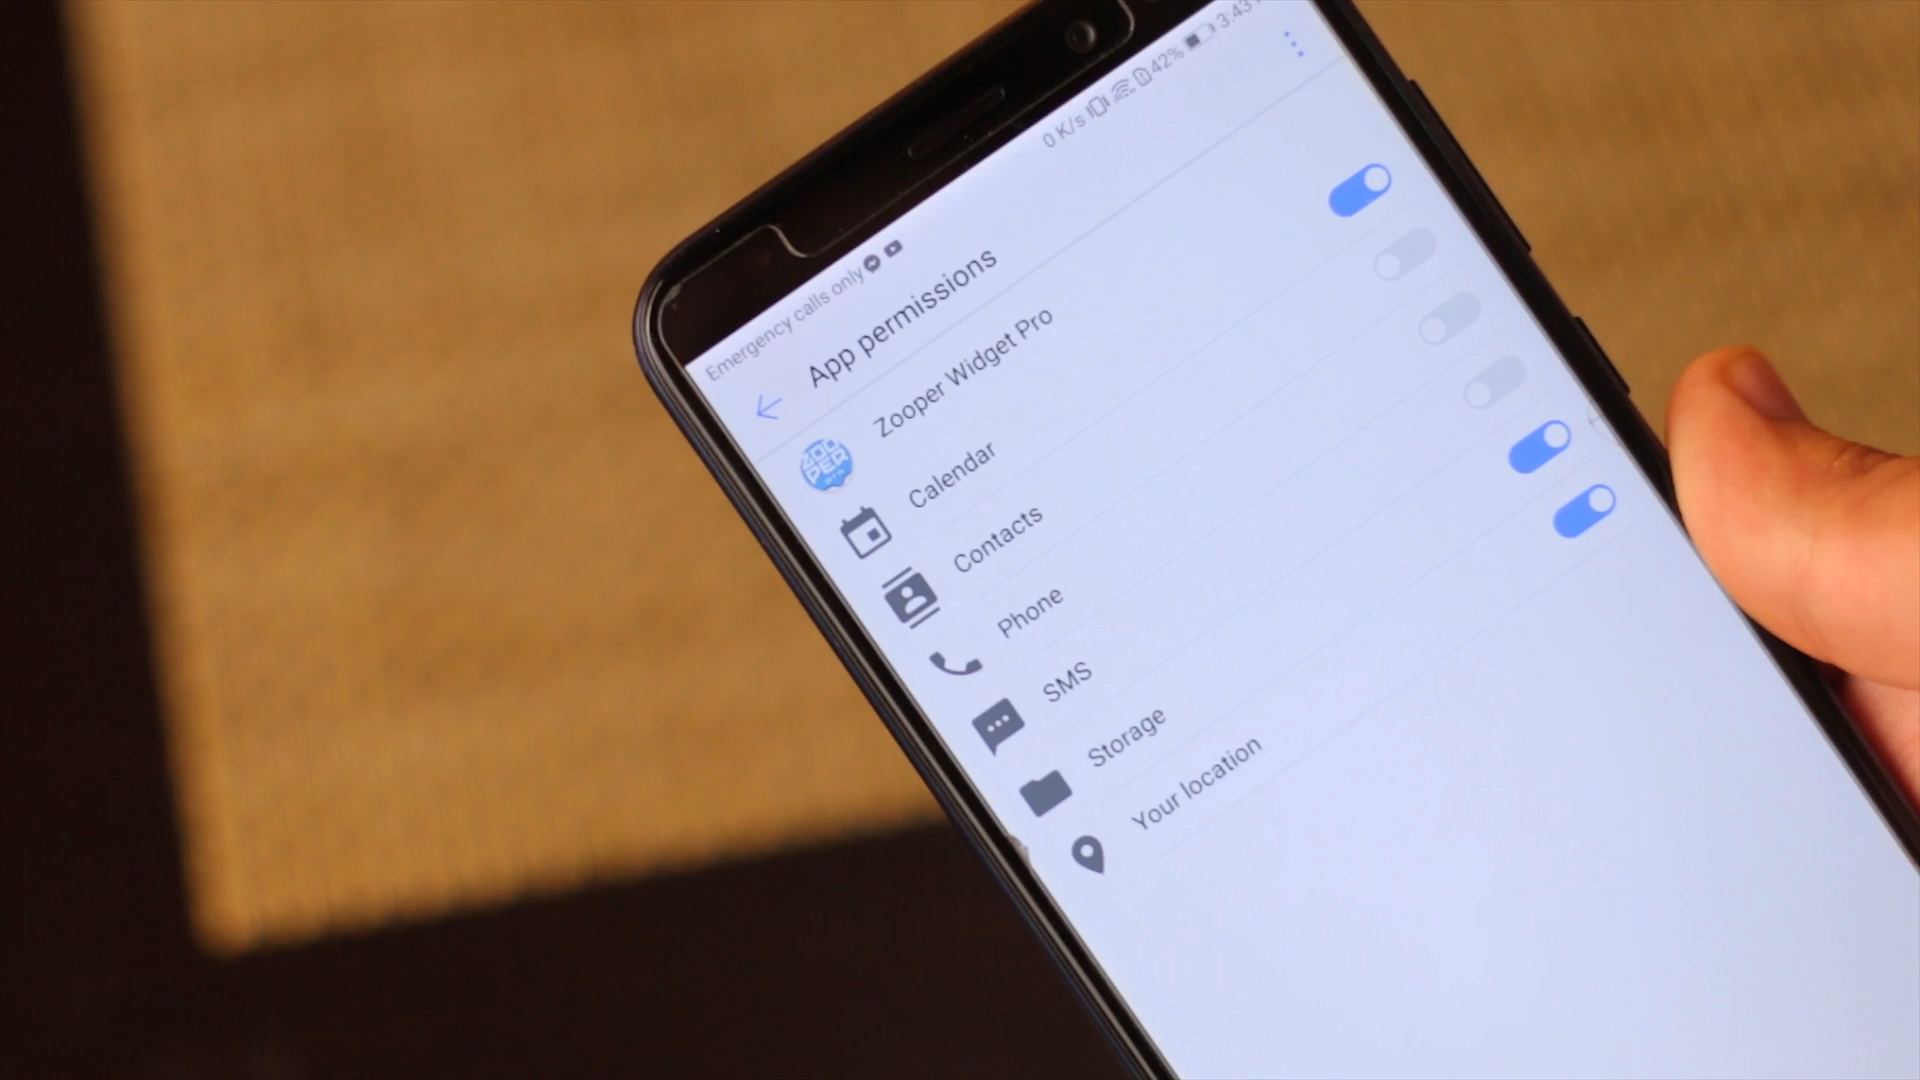 Emergency calls only 0 K/s 42% 3:43
App permissions
ZOOPER Zooper Widget Pro
Calendar
Contacts
Phone
SMS
Storage
Your location